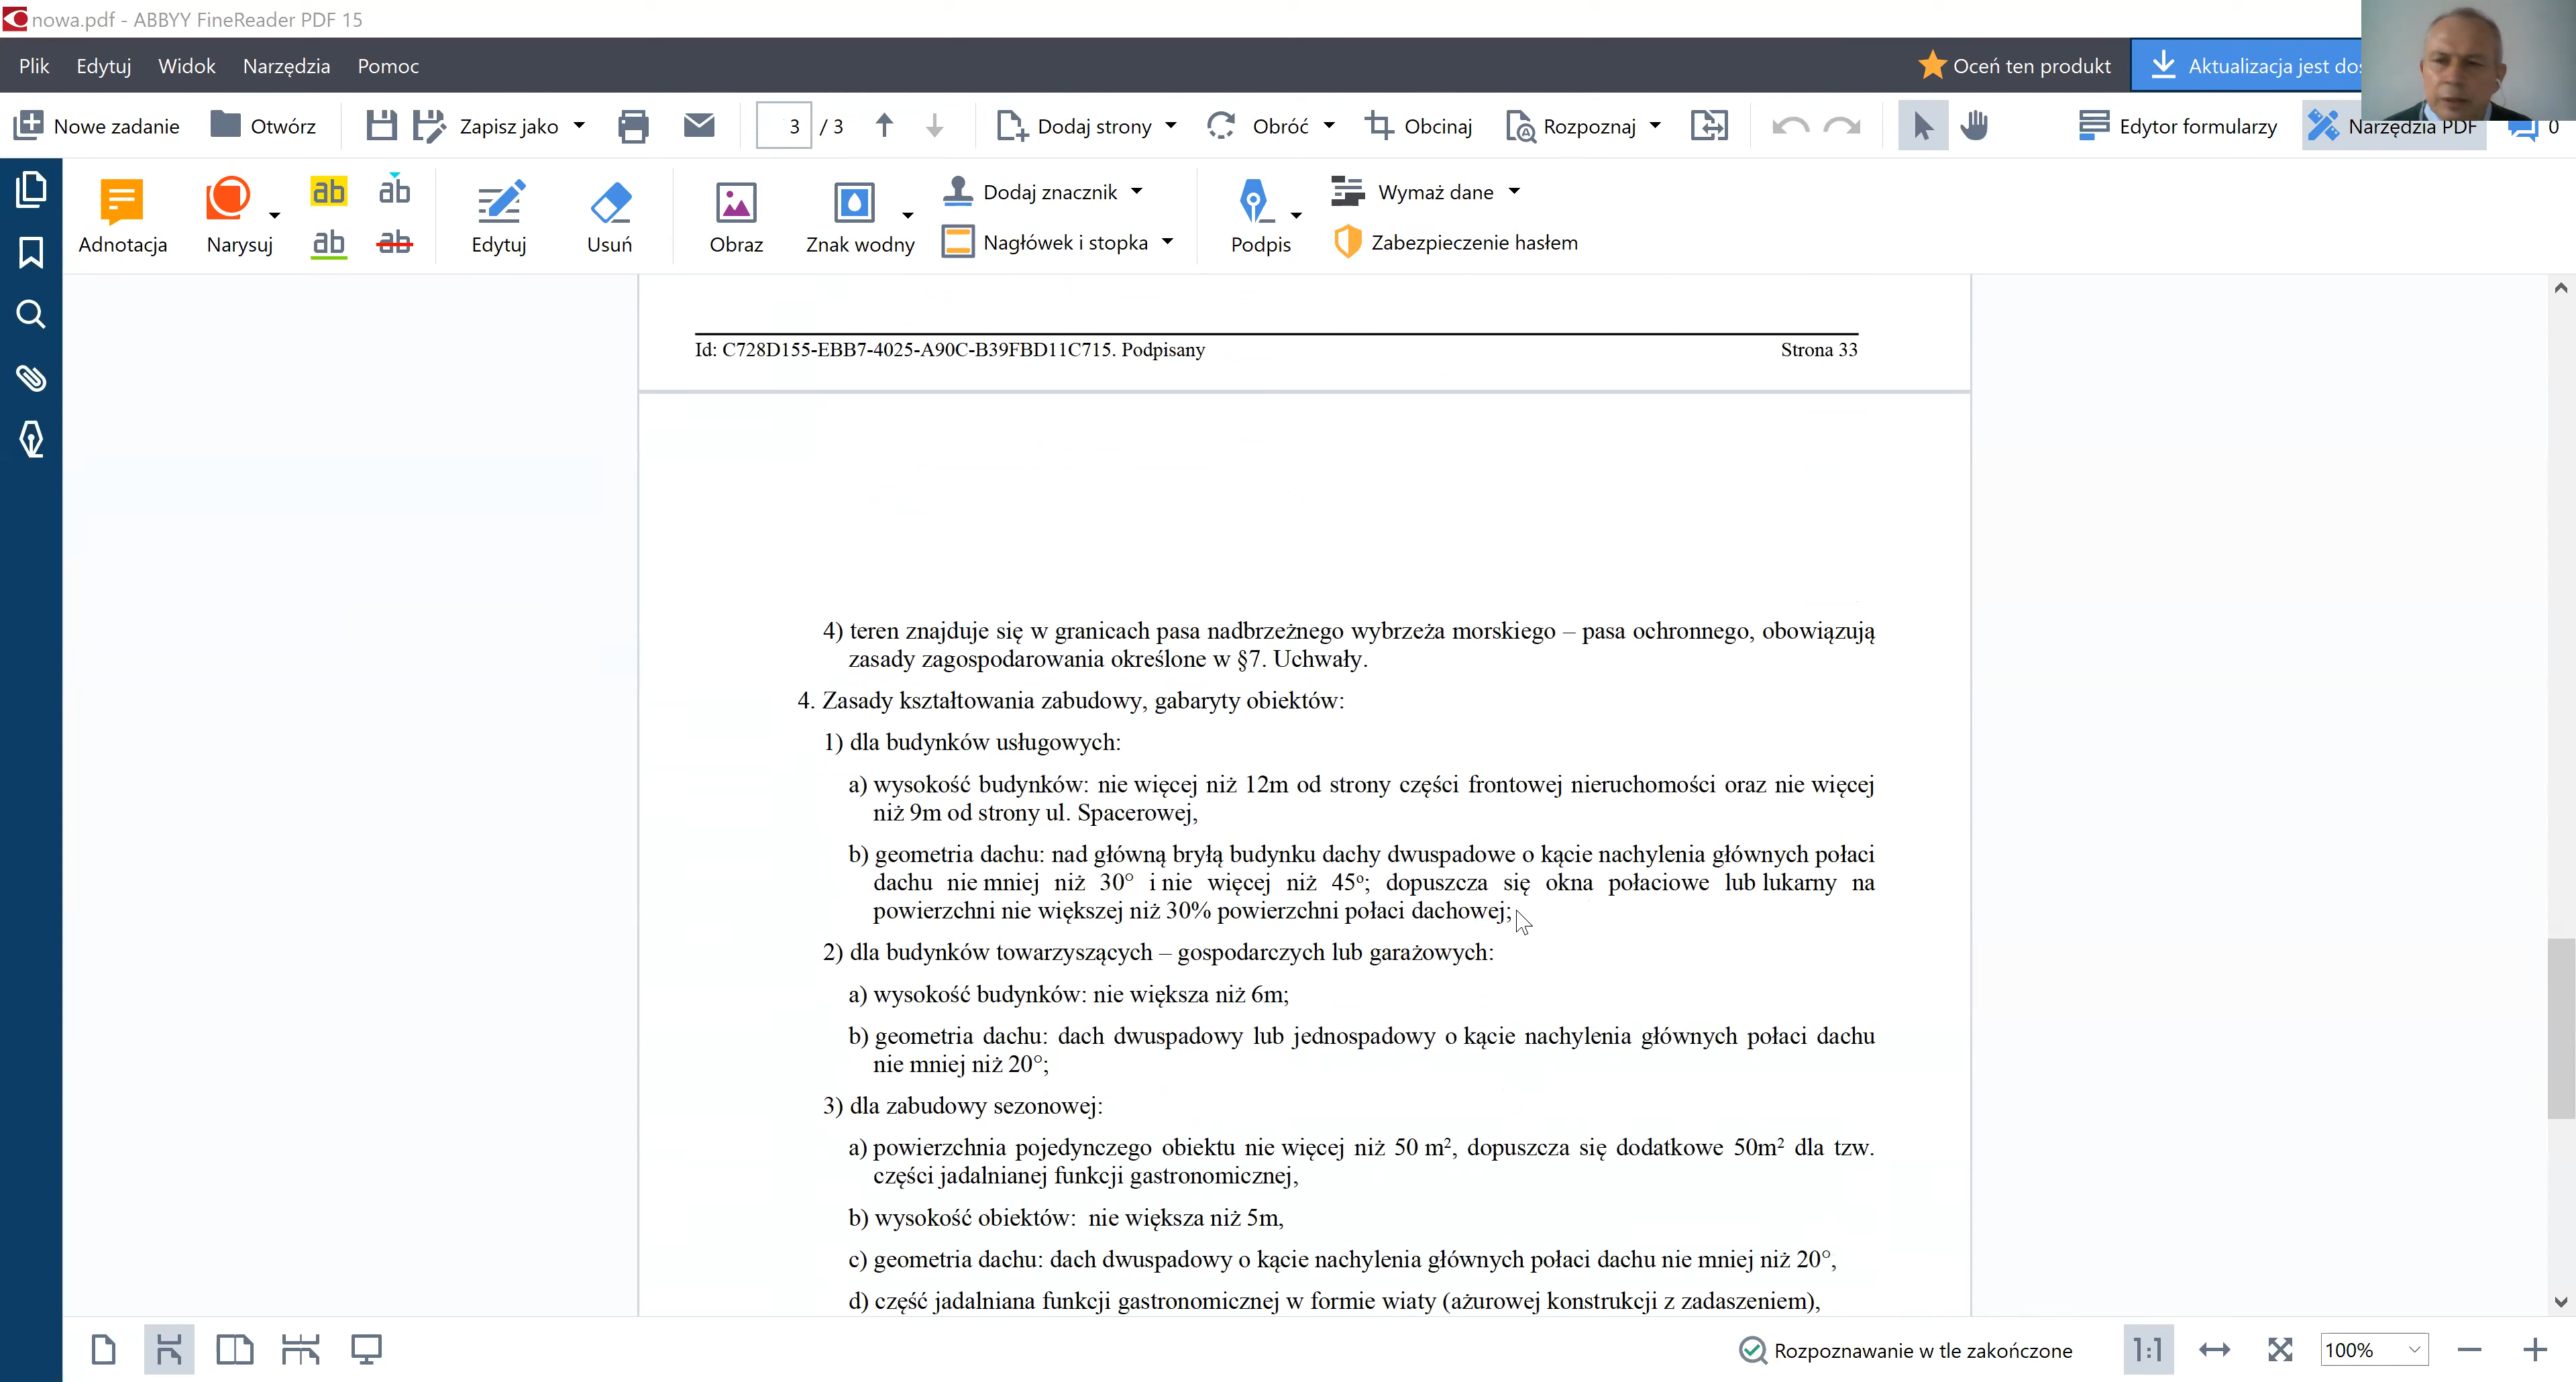 nowa.pdf - ABBYY FineReader PDF 15
Plik Edytuj Widok Narzędzia Pomoc
Oceń ten produkt
Aktualizacja jest dos
Nowe zadanie Otwórz Zapisz jako 3 / 3 Dodaj strony Obróć Obcinaj Rozpoznaj Edytor formularzy Narzędzia PDF 0
Adnotacja Narysuj ab ab ab ab Edytuj Usuń Obraz Znak wodny Dodaj znacznik Nagłówek i stopka Podpis Wymaż dane Zabezpieczenie hasłem
Id: C728D155-EBB7-4025-A90C-B39FBD11C715. Podpisany Strona 33
4) teren znajduje się w granicach pasa nadbrzeżnego wybrzeża morskiego – pasa ochronnego, obowiązują
zasady zagospodarowania określone w §7. Uchwały.
4. Zasady kształtowania zabudowy, gabaryty obiektów:
1) dla budynków usługowych:
a) wysokość budynków: nie więcej niż 12m od strony części frontowej nieruchomości oraz nie więcej
niż 9m od strony ul. Spacerowej,
b) geometria dachu: nad główną bryłą budynku dachy dwuspadowe o kącie nachylenia głównych połaci
dachu nie mniej niż 30° i nie więcej niż 45º; dopuszcza się okna połaciowe lub lukarny na
powierzchni nie większej niż 30% powierzchni połaci dachowej;
2) dla budynków towarzyszących – gospodarczych lub garażowych:
a) wysokość budynków: nie większa niż 6m;
b) geometria dachu: dach dwuspadowy lub jednospadowy o kącie nachylenia głównych połaci dachu
nie mniej niż 20°;
3) dla zabudowy sezonowej:
a) powierzchnia pojedynczego obiektu nie więcej niż 50 m², dopuszcza się dodatkowe 50m² dla tzw.
części jadalnianej funkcji gastronomicznej,
b) wysokość obiektów: nie większa niż 5m,
c) geometria dachu: dach dwuspadowy o kącie nachylenia głównych połaci dachu nie mniej niż 20°,
d) część jadalniana funkcji gastronomicznej w formie wiaty (ażurowej konstrukcji z zadaszeniem),
Rozpoznawanie w tle zakończone 1:1 100%